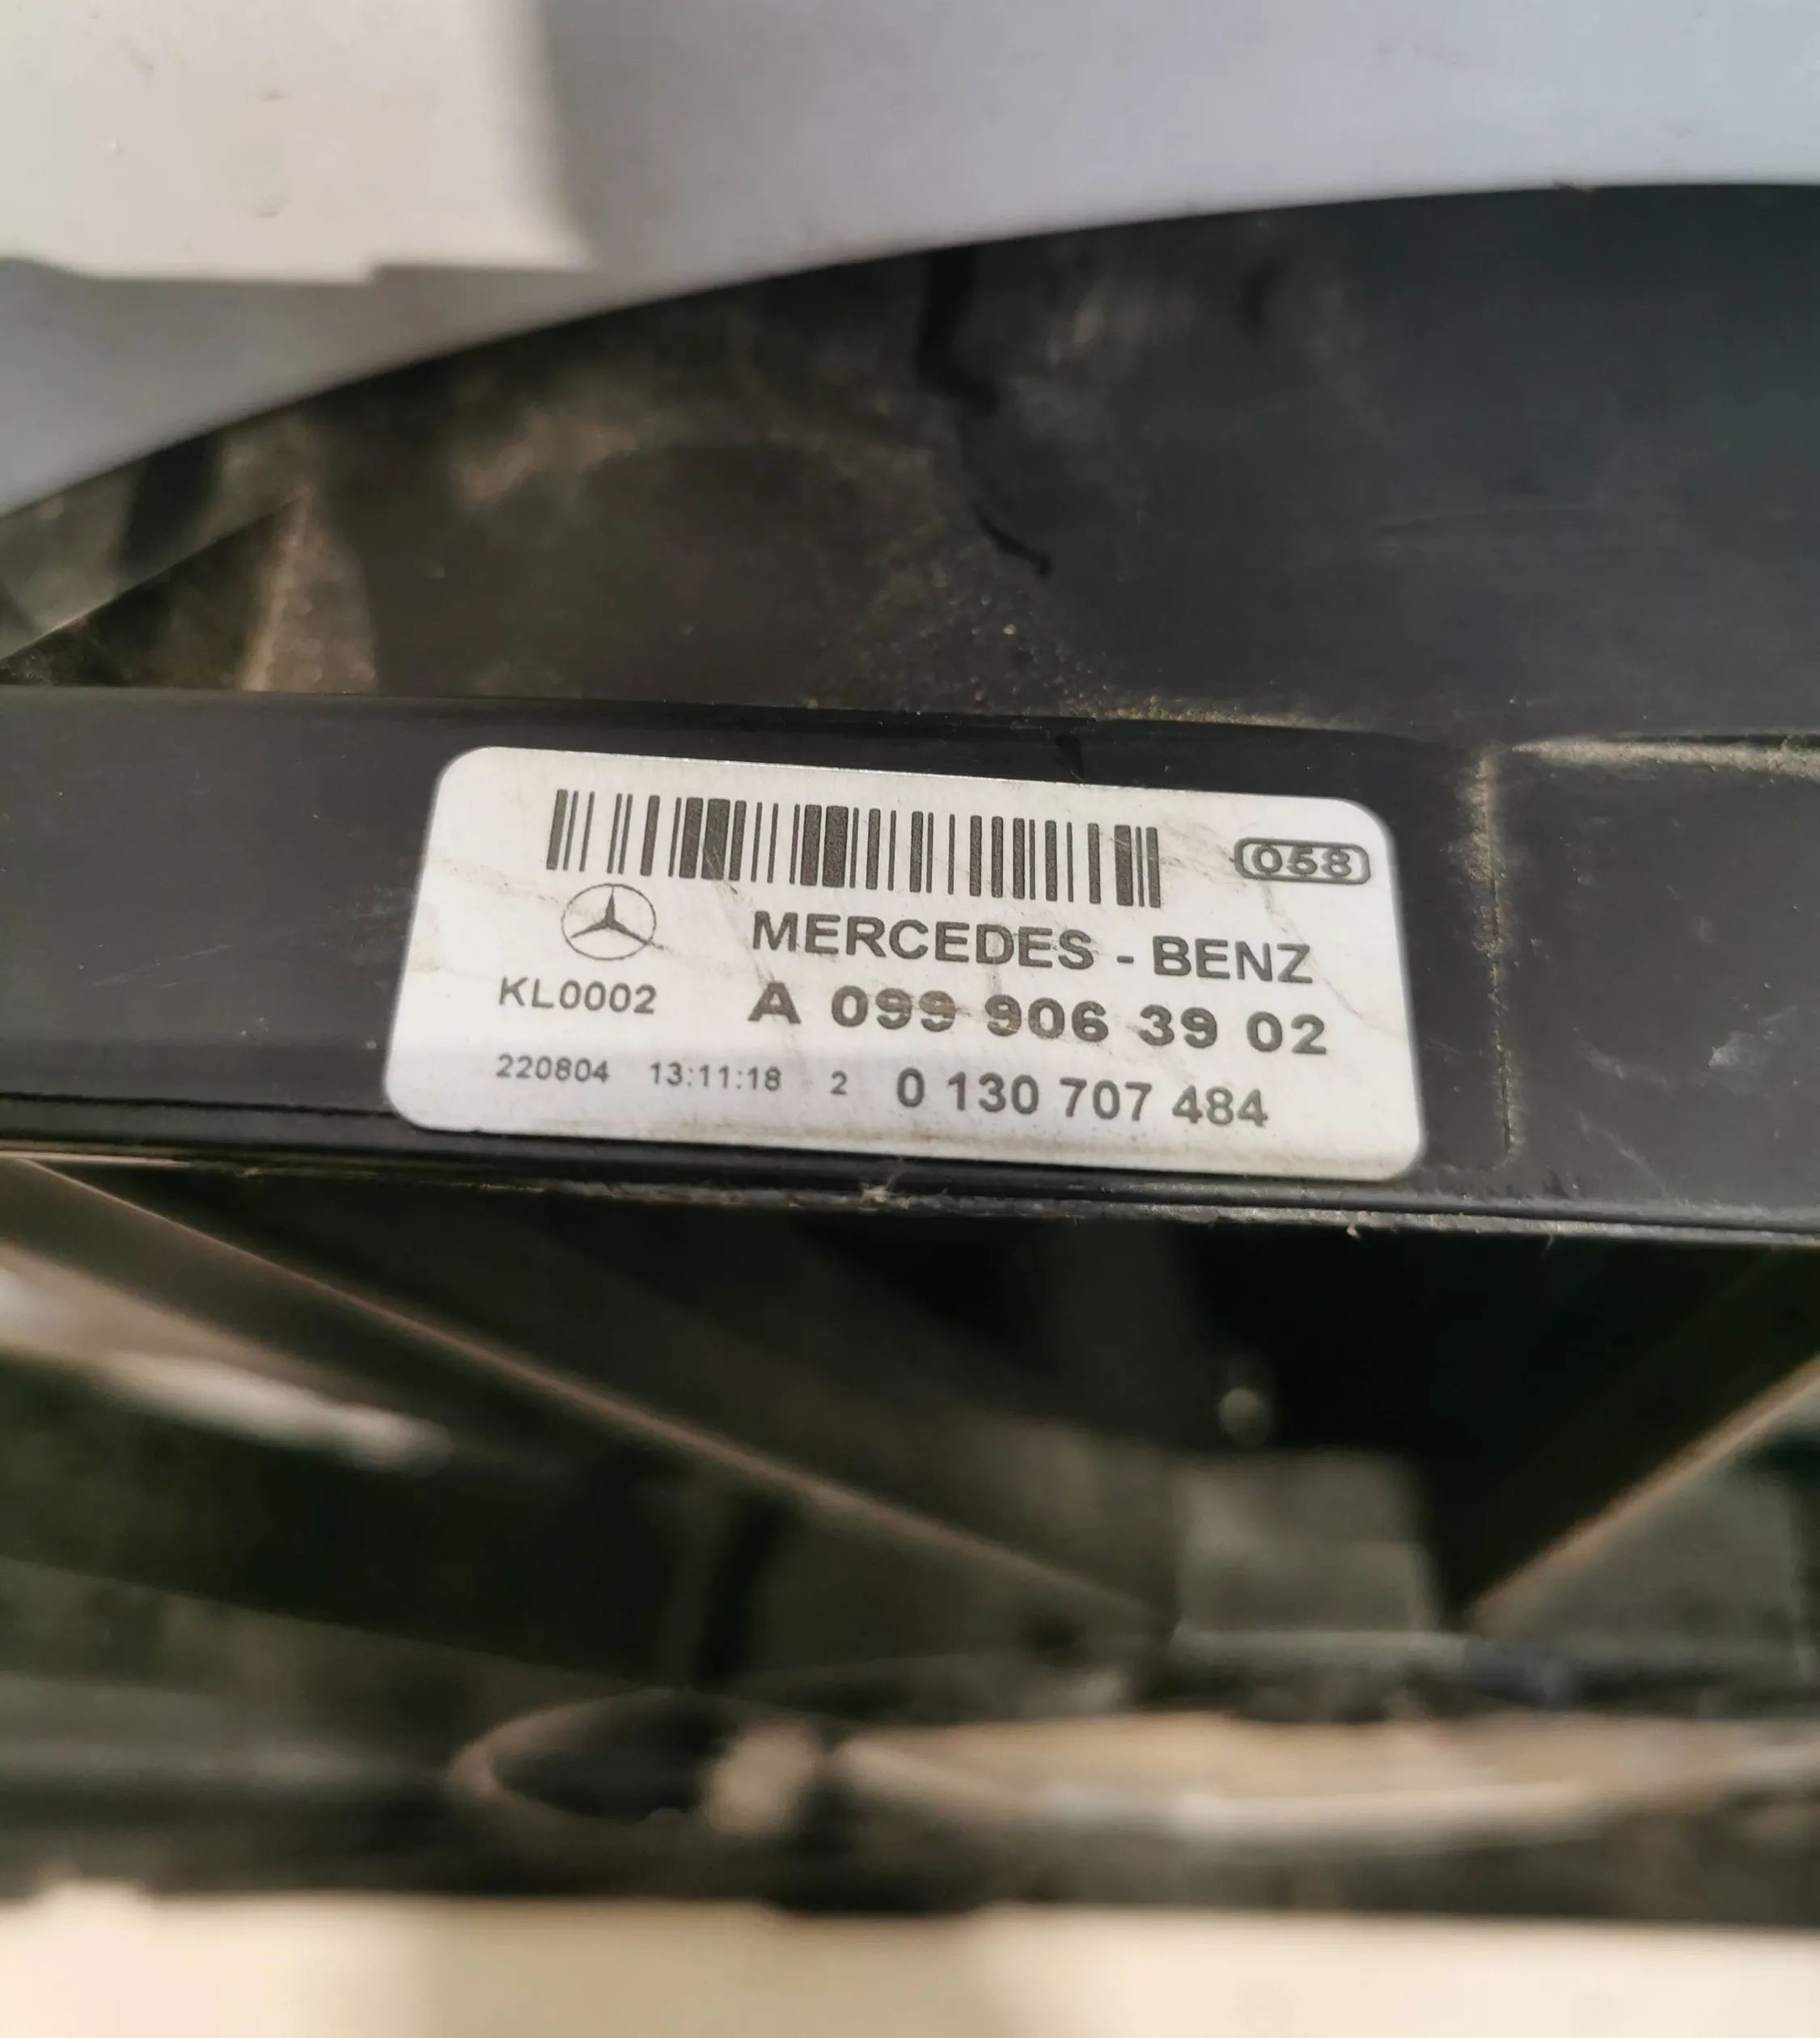 058
MERCEDES - BENZ
KL0002 A 099 906 39 02
220804 13:11:18 2 0 130 707 484